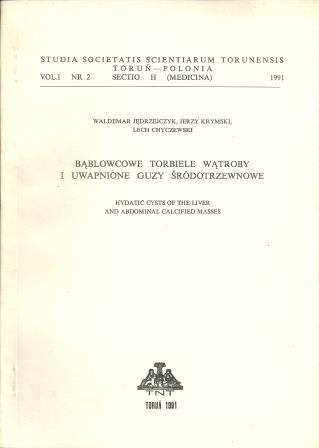 STUDIA SOCIETATIS SCIENTIARUM TORUNENSIS
TORUŃ—POLONIA
VOL.I NR 2 SECTIO H (MEDICINA) 1991
WALDEMAR JĘDRZEJCZYK, JERZY KRYMSKI,
LECH CHYCZEWSKI
BĄBLOWCOWE TORBIELE WĄTROBY
I UWAPNIONE GUZY ŚRÓDOTRZEWNOWE
HYDATIC CYSTS OF THE LIVER
AND ABDOMINAL CALCIFIED MASSES
TNT
TORUŃ 1991